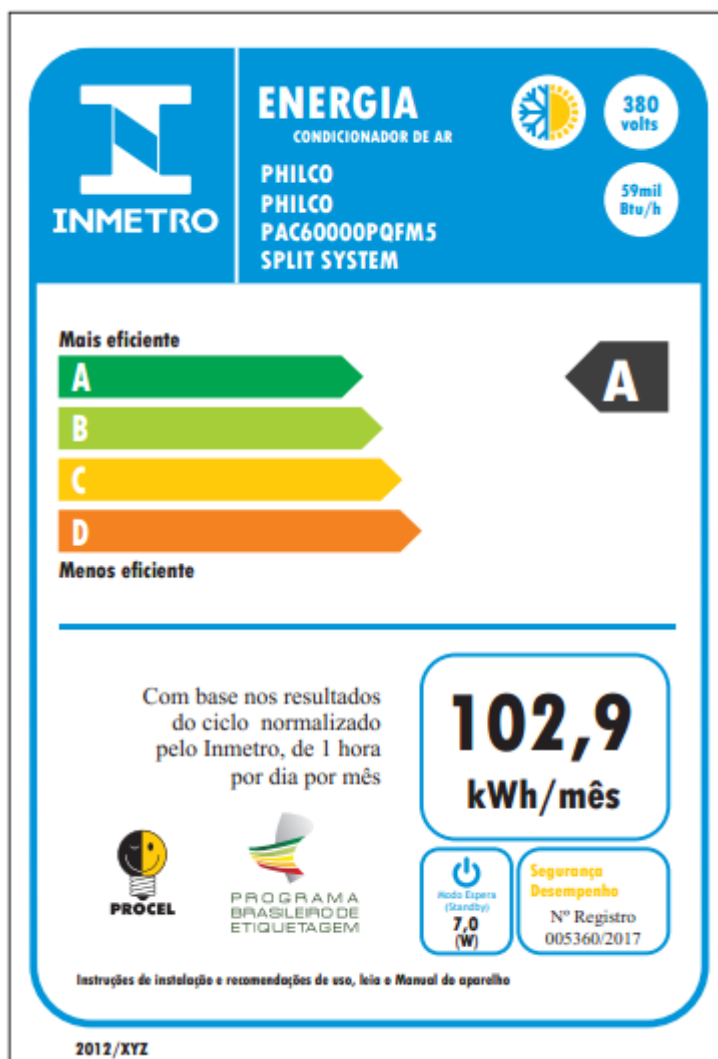 INMETRO
ENERGIA
CONDICIONADOR DE AR
380
volts
PHILCO
PHILCO
PAC60000PQFM5
SPLIT SYSTEM
59mil
Btu/h
Mais eficiente
A
A
B
C
D
Menos eficiente
Com base nos resultados
do ciclo normalizado
pelo Inmetro, de 1 hora
por dia por mês
102,9
kWh/mês
PROCEL
PROGRAMA
BRASILEIRO DE
ETIQUETAGEM
Modo Espera
(Standby)
7,0
(W)
Segurança
Desempenho
Nº Registro
005360/2017
Instruções de instalação e recomendações de uso, leia o Manual do aparelho
2012/XYZ